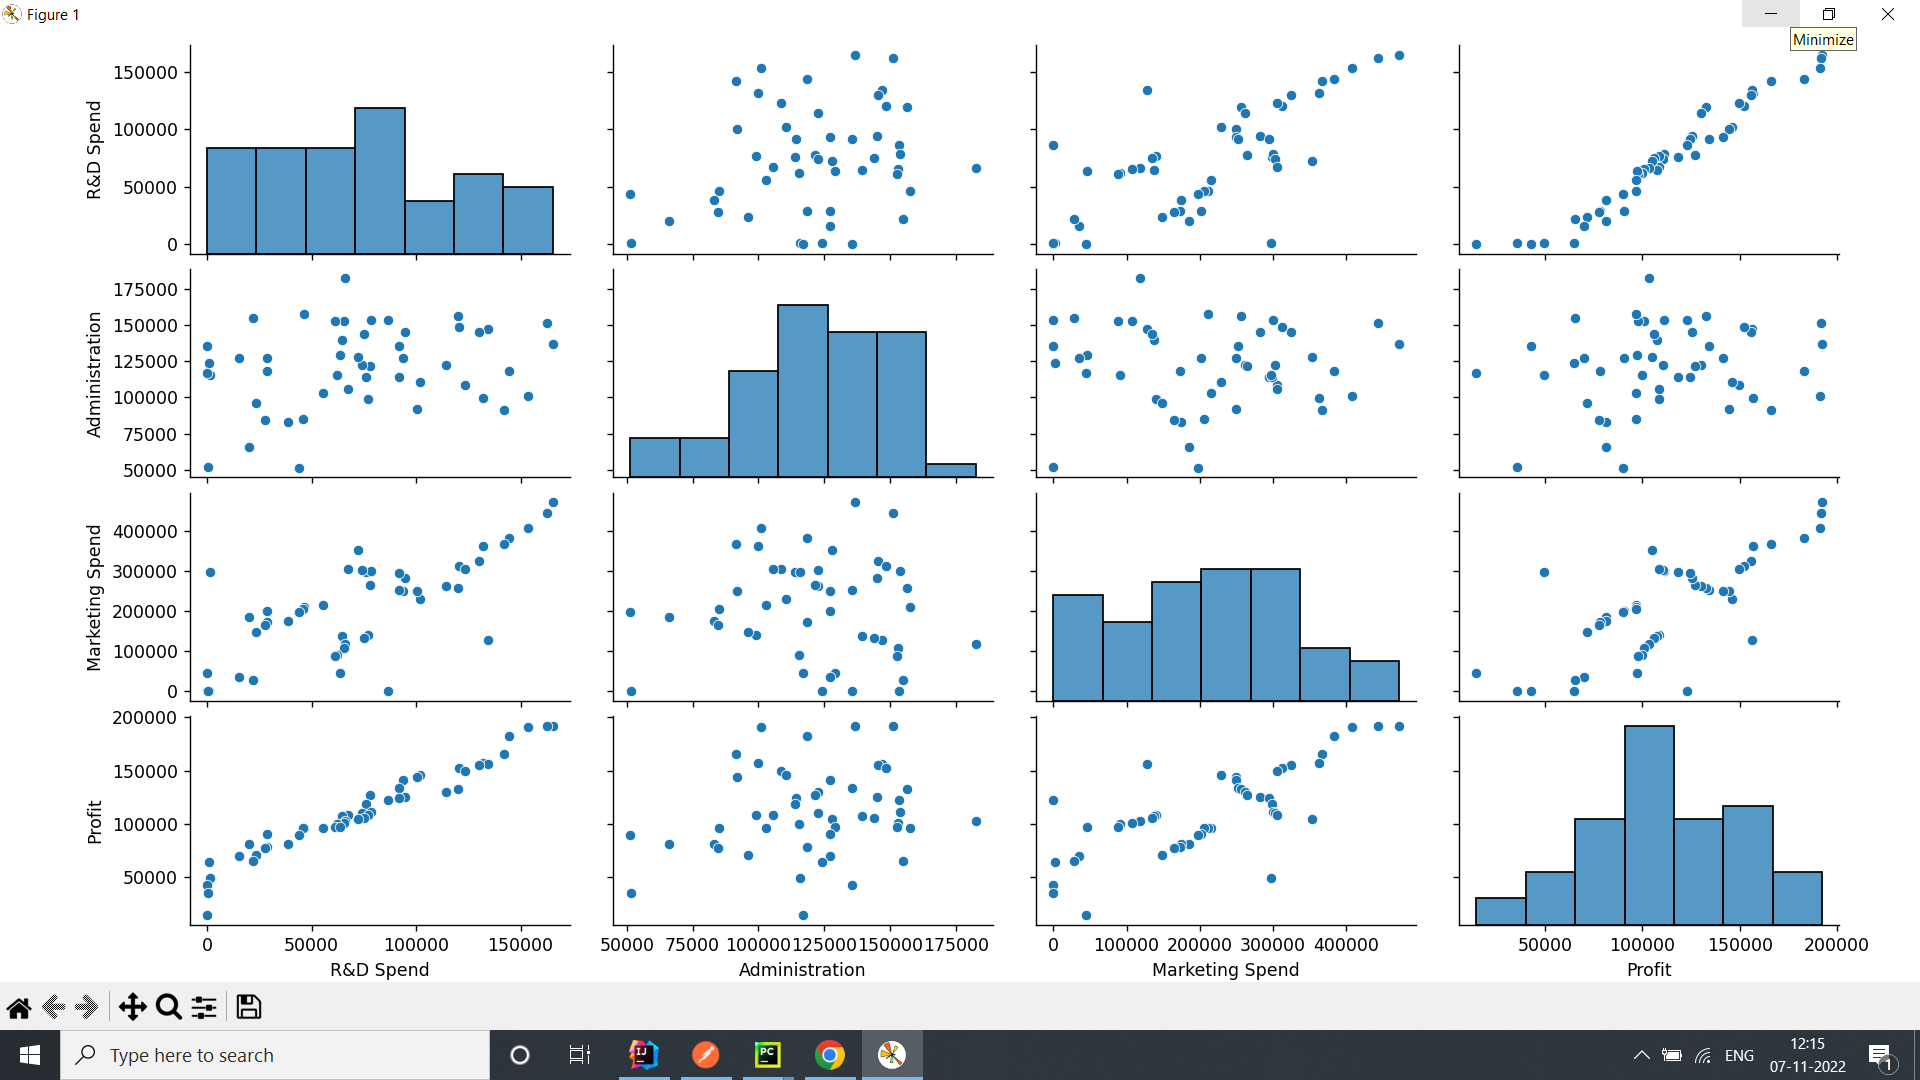 Figure 1
Minimize
R&D Spend
150000
100000
50000
0
Administration
175000
150000
125000
100000
75000
50000
Marketing Spend
400000
300000
200000
100000
0
Profit
200000
150000
100000
50000
0 50000 100000 150000
50000 75000 100000 125000 150000 175000
0 100000 200000 300000 400000
50000 100000 150000 200000
R&D Spend Administration Marketing Spend Profit
Type here to search
IJ
PC
ENG
12:15
07-11-2022
1